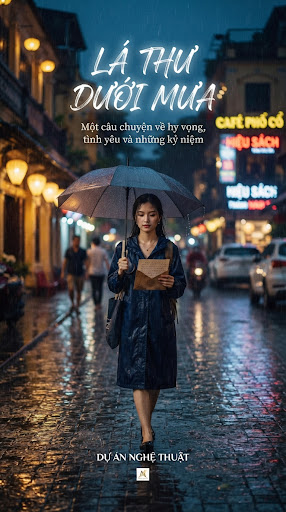 LÁ THƯ
DƯỚI MƯA
Một câu chuyện về hy vọng,
tình yêu và những kỷ niệm
CAFÉ PHỐ CỔ
HIỆU SÁCH
HIỆU SÁCH
DỰ ÁN NGHỆ THUẬT